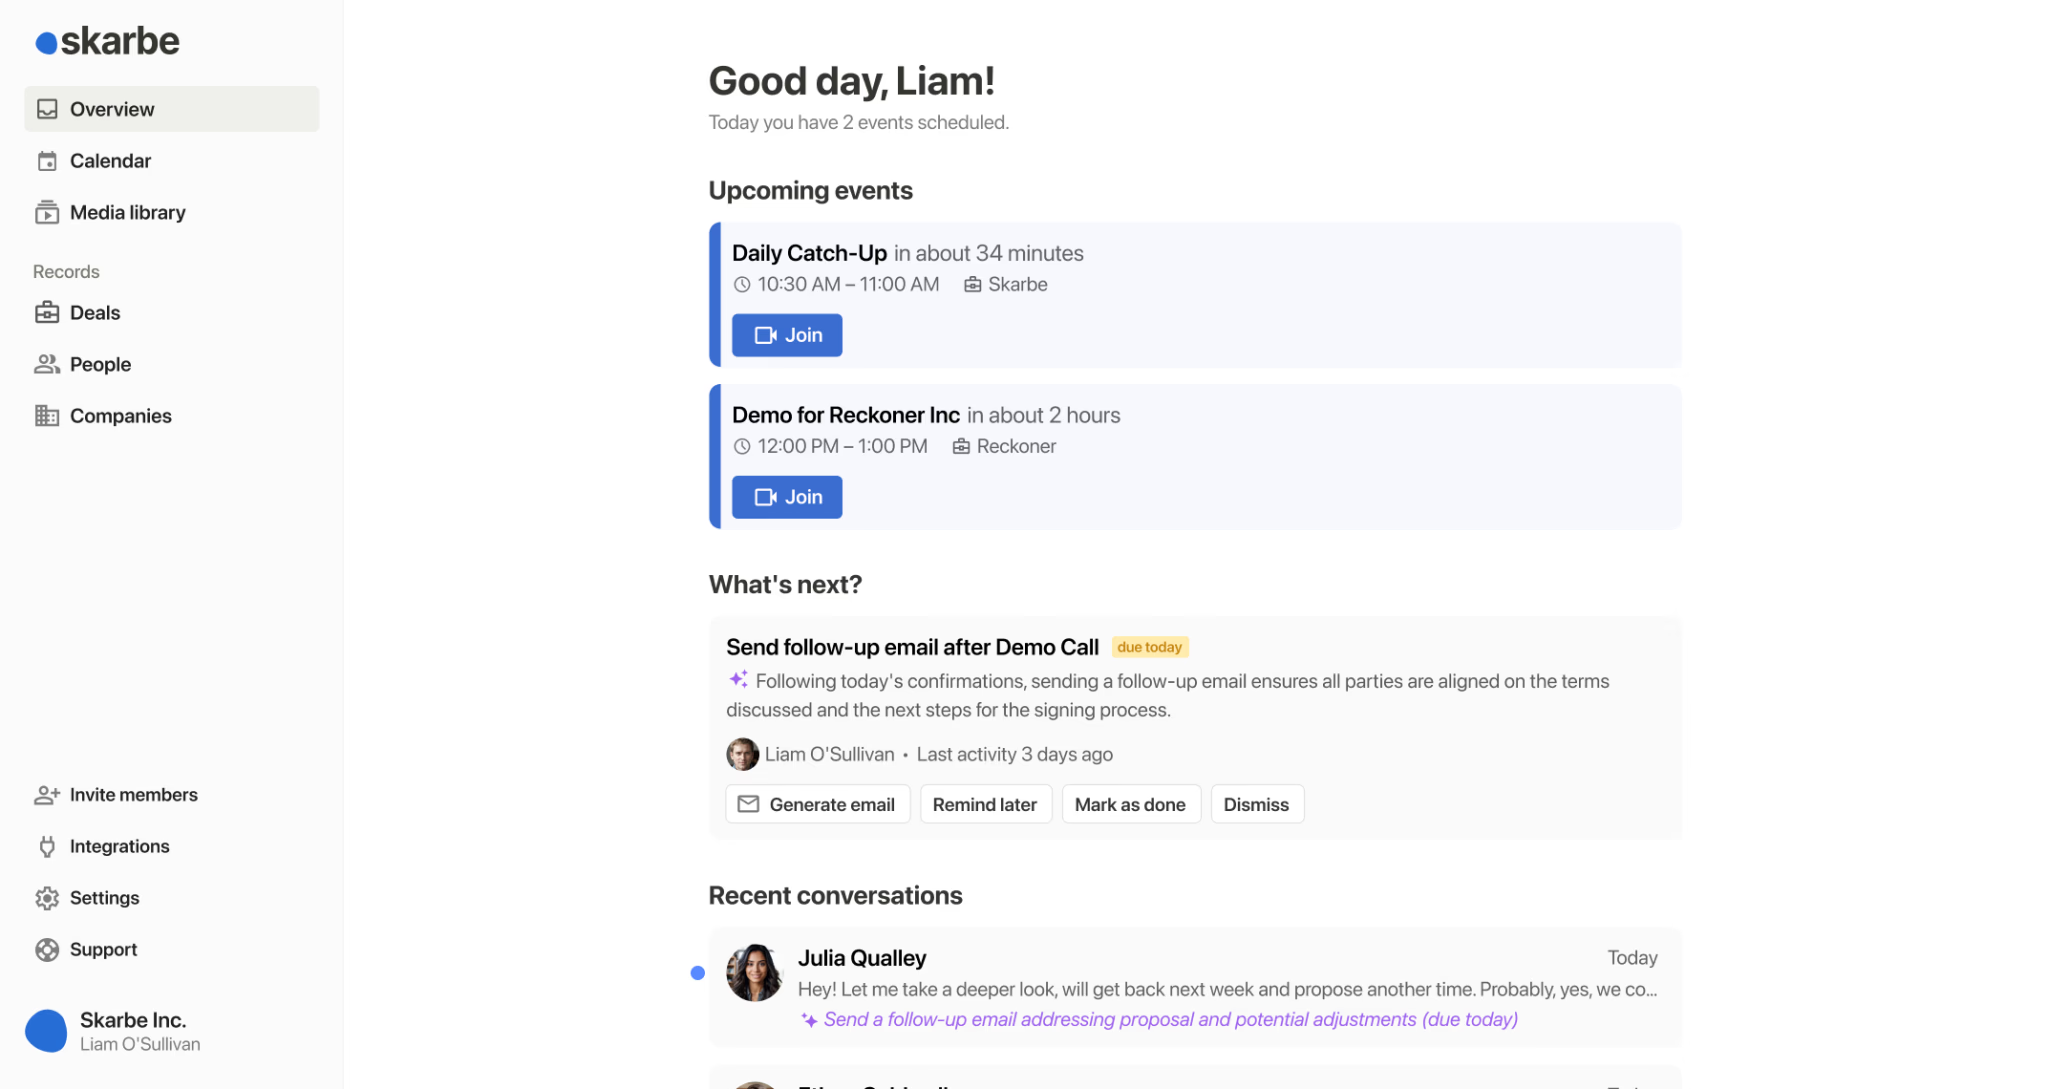 skarbe
Overview
Calendar
Media library
Records
Deals
People
Companies
Invite members
Integrations
Settings
Support
Skarbe Inc.
Liam O'Sullivan
Good day, Liam!
Today you have 2 events scheduled.
Upcoming events
Daily Catch-Up in about 34 minutes
10:30 AM – 11:00 AM Skarbe
Join
Demo for Reckoner Inc in about 2 hours
12:00 PM – 1:00 PM Reckoner
Join
What's next?
Send follow-up email after Demo Call due today
Following today's confirmations, sending a follow-up email ensures all parties are aligned on the terms
discussed and the next steps for the signing process.
Liam O'Sullivan • Last activity 3 days ago
Generate email Remind later Mark as done Dismiss
Recent conversations
Julia Qualley Today
Hey! Let me take a deeper look, will get back next week and propose another time. Probably, yes, we co...
Send a follow-up email addressing proposal and potential adjustments (due today)